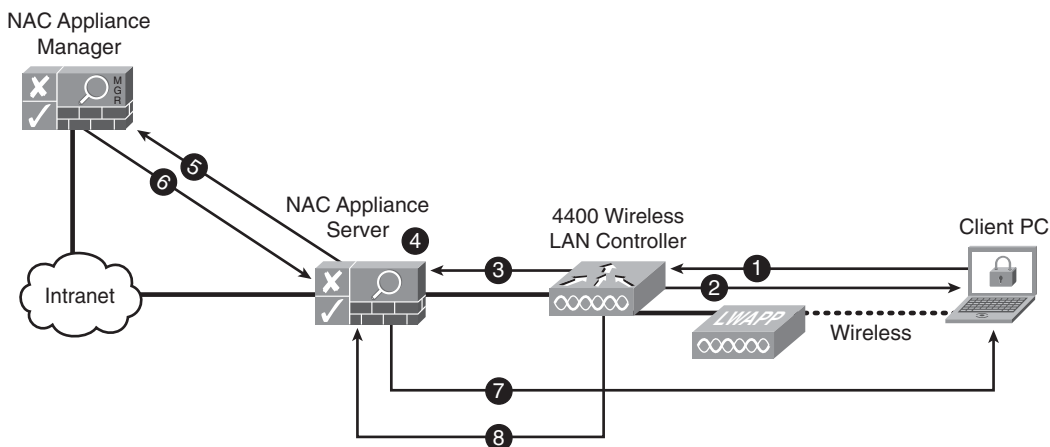 NAC Appliance
Manager
M
G
R
5
6
NAC Appliance
Server
4
4400 Wireless
LAN Controller
Client PC
3
1
2
Intranet
LWAPP
Wireless
7
8